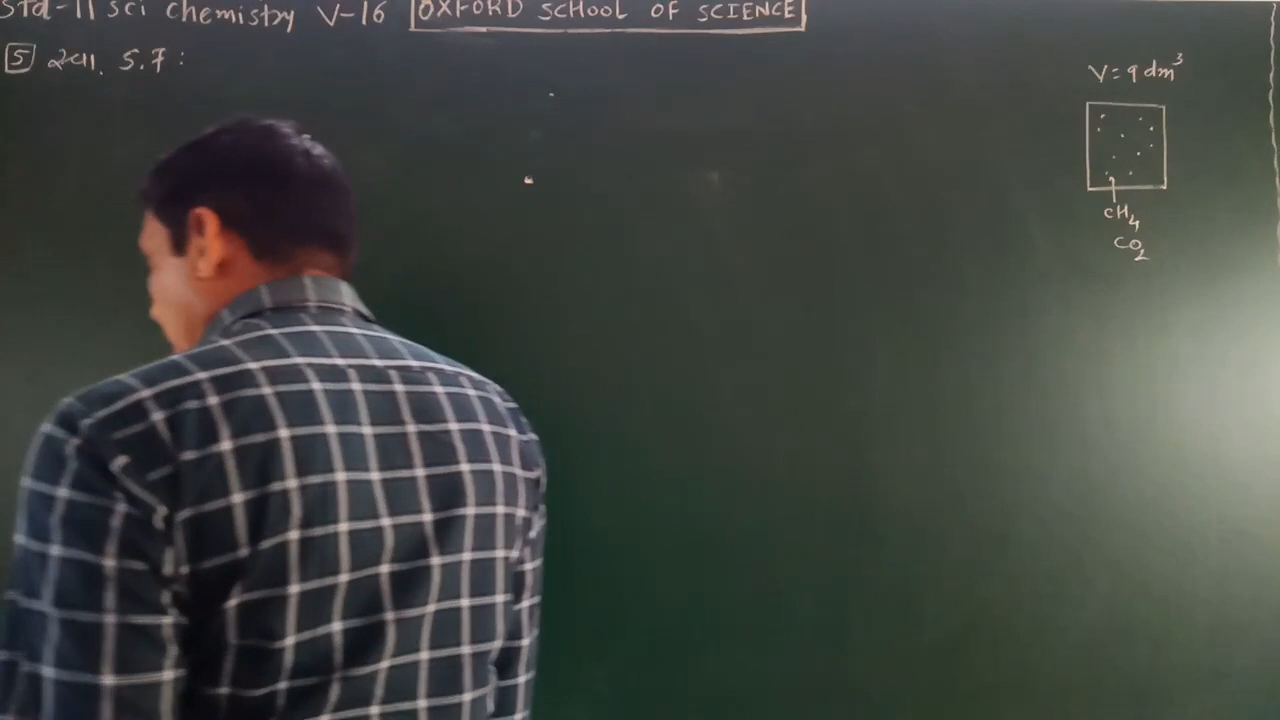 Std-11 sci chemistry V-16 OXFORD SCHOOL OF SCIENCE
5 સ્વા. 5.7:
V = 9 dm³
CH₄
CO₂